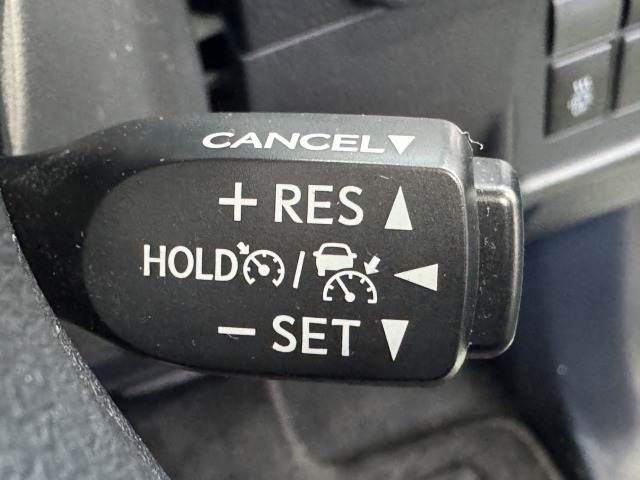 CANCEL▼
+ RES ▲
HOLD / ◀
− SET ▼